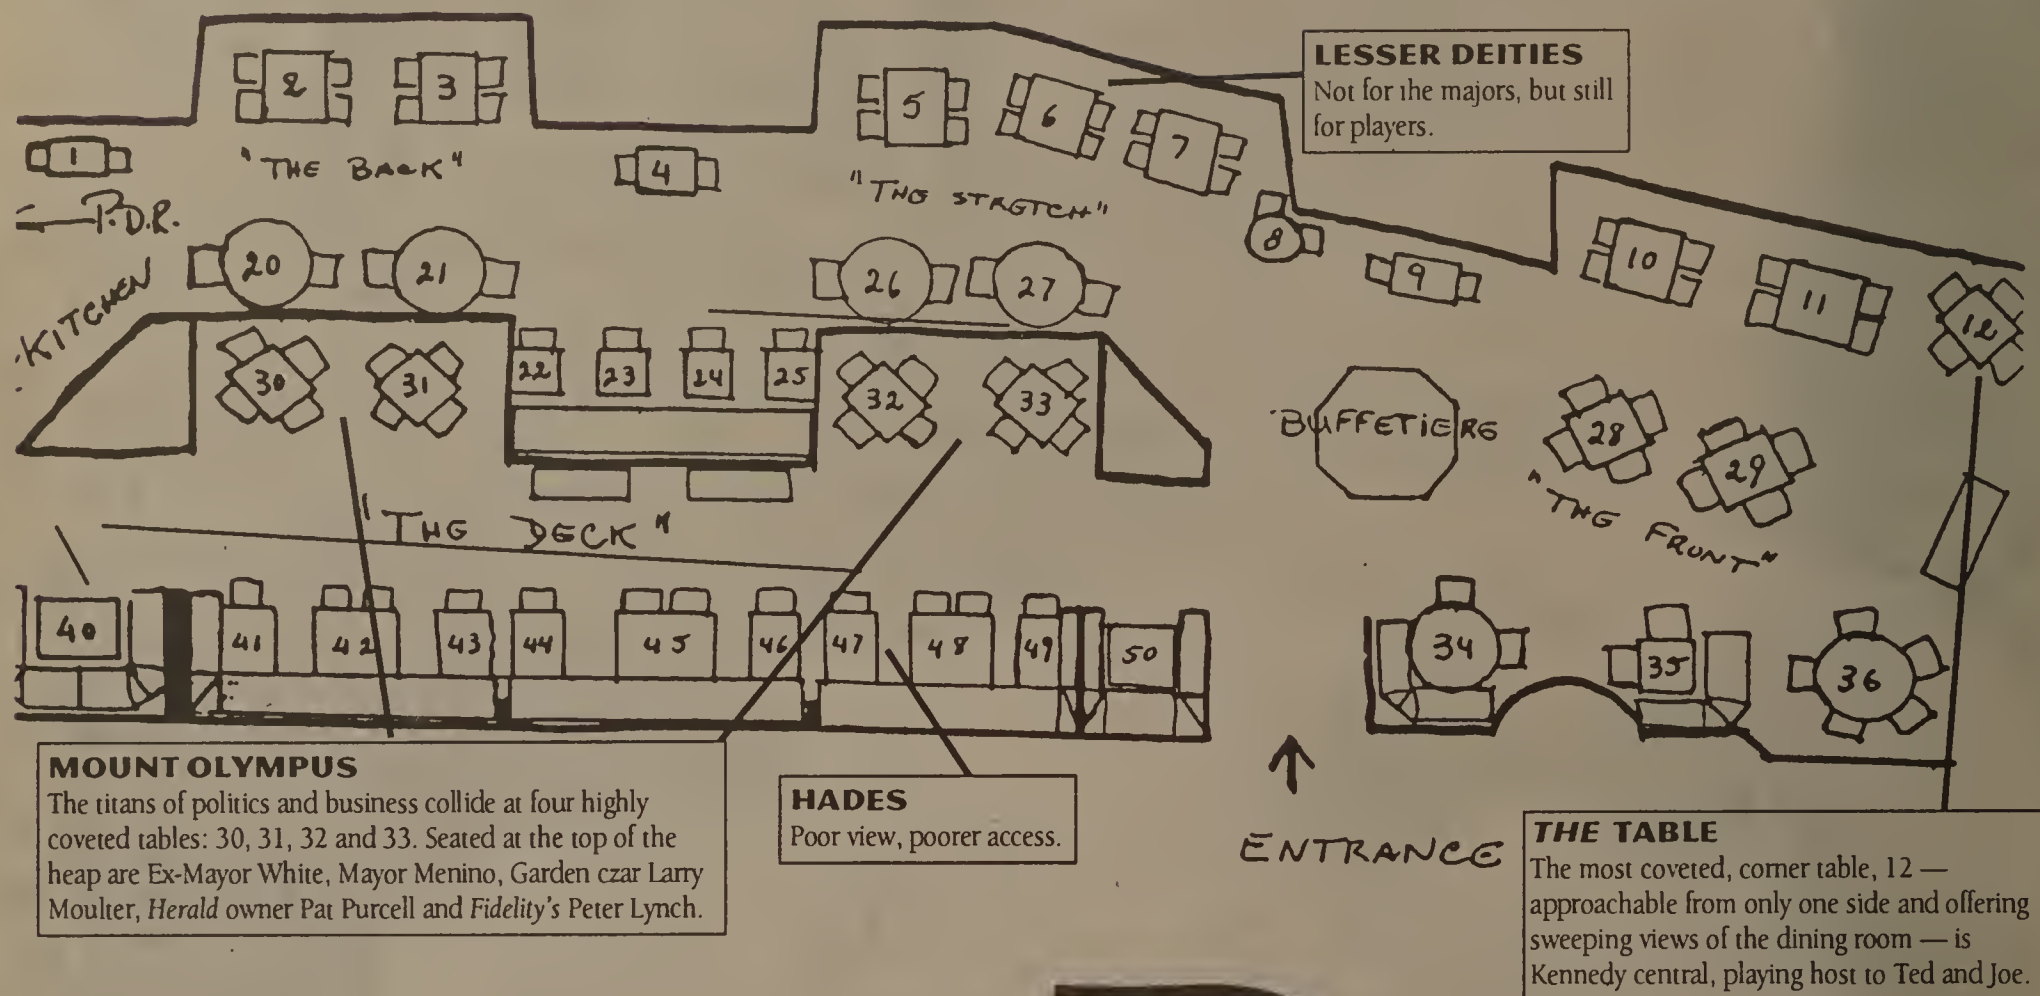 LESSER DEITIES
Not for the majors, but still
for players.
2
3
5
6
7
1
"THE BACK"
4
"THE STRETCH"
P.D.R.
KITCHEN
8
9
10
11
12
20
21
26
27
22
23
24
25
30
31
32
33
BUFFETIERE
28
29
"THE FRONT"
"THE DECK"
40
41
42
43
44
45
46
47
48
49
50
34
35
36
ENTRANCE
MOUNT OLYMPUS
The titans of politics and business collide at four highly
coveted tables: 30, 31, 32 and 33. Seated at the top of the
heap are Ex-Mayor White, Mayor Menino, Garden czar Larry
Moulter, Herald owner Pat Purcell and Fidelity's Peter Lynch.
HADES
Poor view, poorer access.
THE TABLE
The most coveted, corner table, 12 —
approachable from only one side and offering
sweeping views of the dining room — is
Kennedy central, playing host to Ted and Joe.